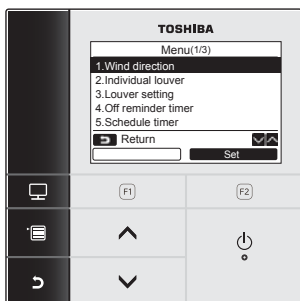 TOSHIBA
Menu(1/3)
1.Wind direction
2.Individual louver
3.Louver setting
4.Off reminder timer
5.Schedule timer
Return
Set
F1
F2